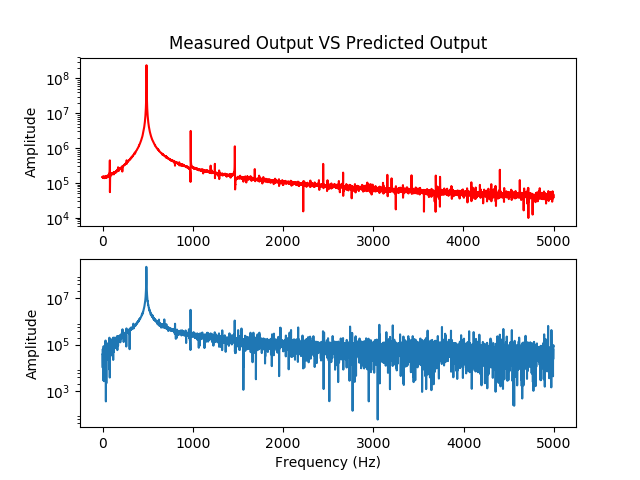 Measured Output VS Predicted Output
Amplitude
10⁸
10⁷
10⁶
10⁵
10⁴
0 1000 2000 3000 4000 5000
Amplitude
10⁷
10⁵
10³
0 1000 2000 3000 4000 5000
Frequency (Hz)